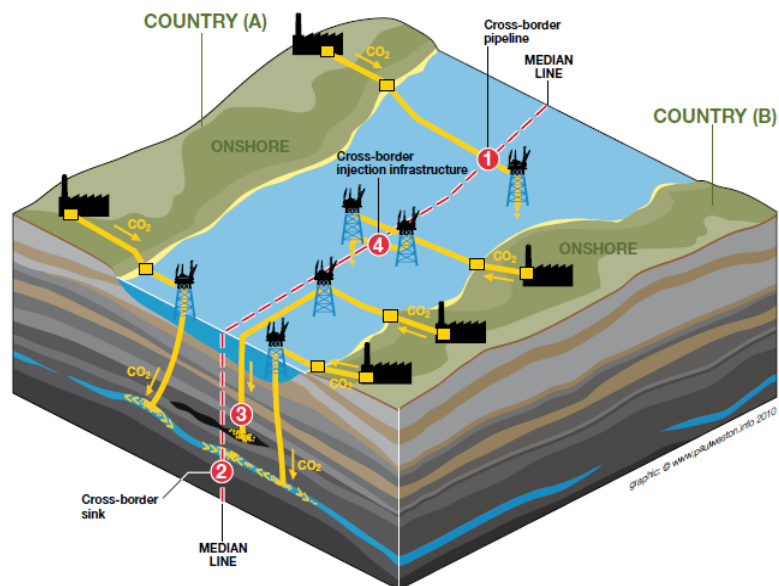 COUNTRY (A)
Cross-border
pipeline
MEDIAN
LINE
CO2
COUNTRY (B)
ONSHORE
1
Cross-border
injection infrastructure
CO2
4
ONSHORE
CO2
CO2
CO2
CO2
3
CO2
CO2
2
Cross-border
sink
MEDIAN
LINE
graphic: © www.paulweston.info 2010